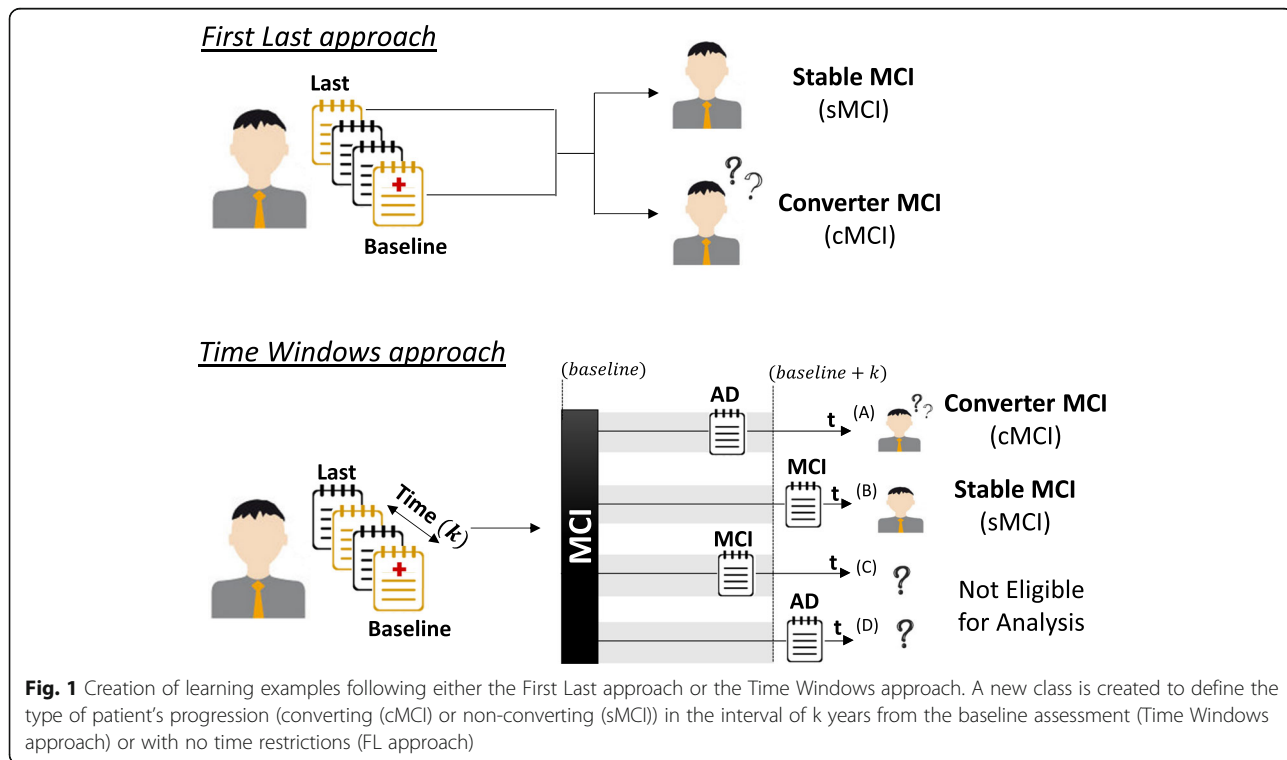 First Last approach
Last
Baseline
Stable MCI
(sMCI)
? ?
Converter MCI
(cMCI)
Time Windows approach
Last
Time (k)
Baseline
(baseline)
(baseline + k)
MCI
AD
t (A)
? ?
Converter MCI
(cMCI)
MCI
t (B)
Stable MCI
(sMCI)
MCI
t (C)
?
AD
t (D)
?
Not Eligible
for Analysis
Fig. 1 Creation of learning examples following either the First Last approach or the Time Windows approach. A new class is created to define the
type of patient's progression (converting (cMCI) or non-converting (sMCI)) in the interval of k years from the baseline assessment (Time Windows
approach) or with no time restrictions (FL approach)